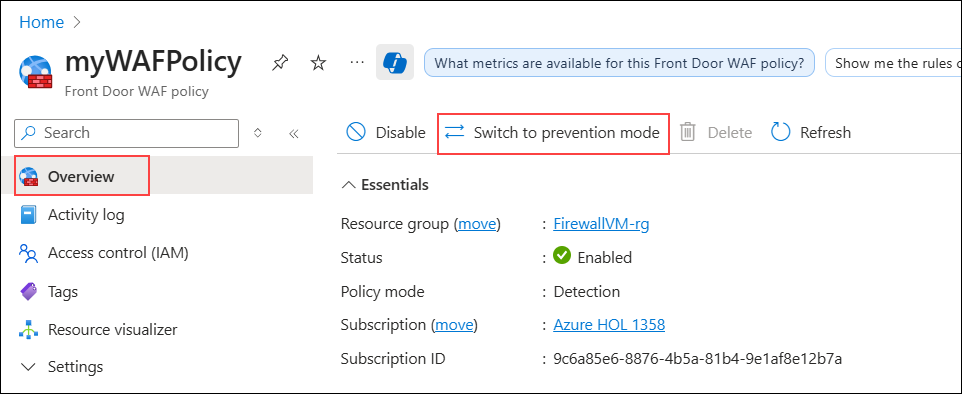 Home >
myWAFPolicy ... What metrics are available for this Front Door WAF policy? Show me the rules
Front Door WAF policy
Search « Disable Switch to prevention mode Delete Refresh
Overview Essentials
Activity log Resource group (move) : FirewallVM-rg
Access control (IAM) Status : Enabled
Tags Policy mode : Detection
Resource visualizer Subscription (move) : Azure HOL 1358
Settings Subscription ID : 9c6a85e6-8876-4b5a-81b4-9e1af8e12b7a